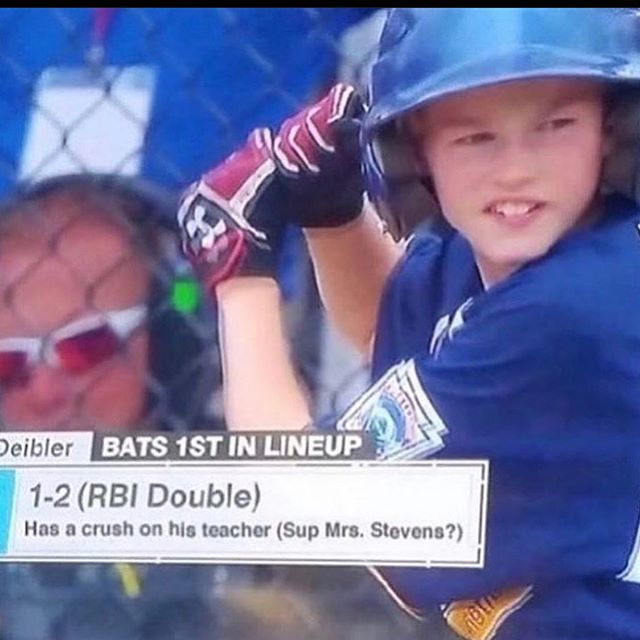 Deibler
BATS 1ST IN LINEUP
1-2 (RBI Double)
Has a crush on his teacher (Sup Mrs. Stevens?)